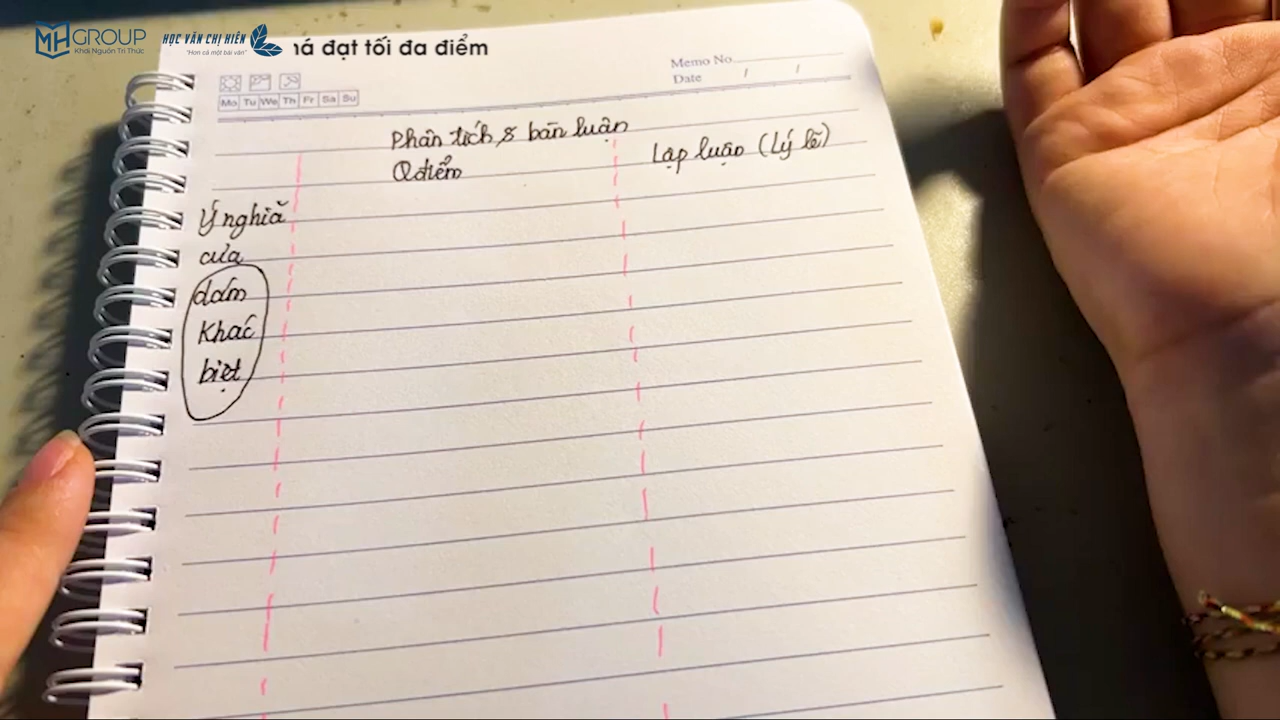 MH GROUP
Khơi Nguồn Tri Thức
HỌC VĂN CHỊ HIÊN
"Hơn cả một bài văn"
há đạt tối đa điểm
Memo No.
Date / /
Mo Tu We Th Fr Sa Su
Phân tích & bàn luận
Qđiểm
Lập luận (Lý lẽ)
Ý nghĩa
của
dám
Khác
biệt